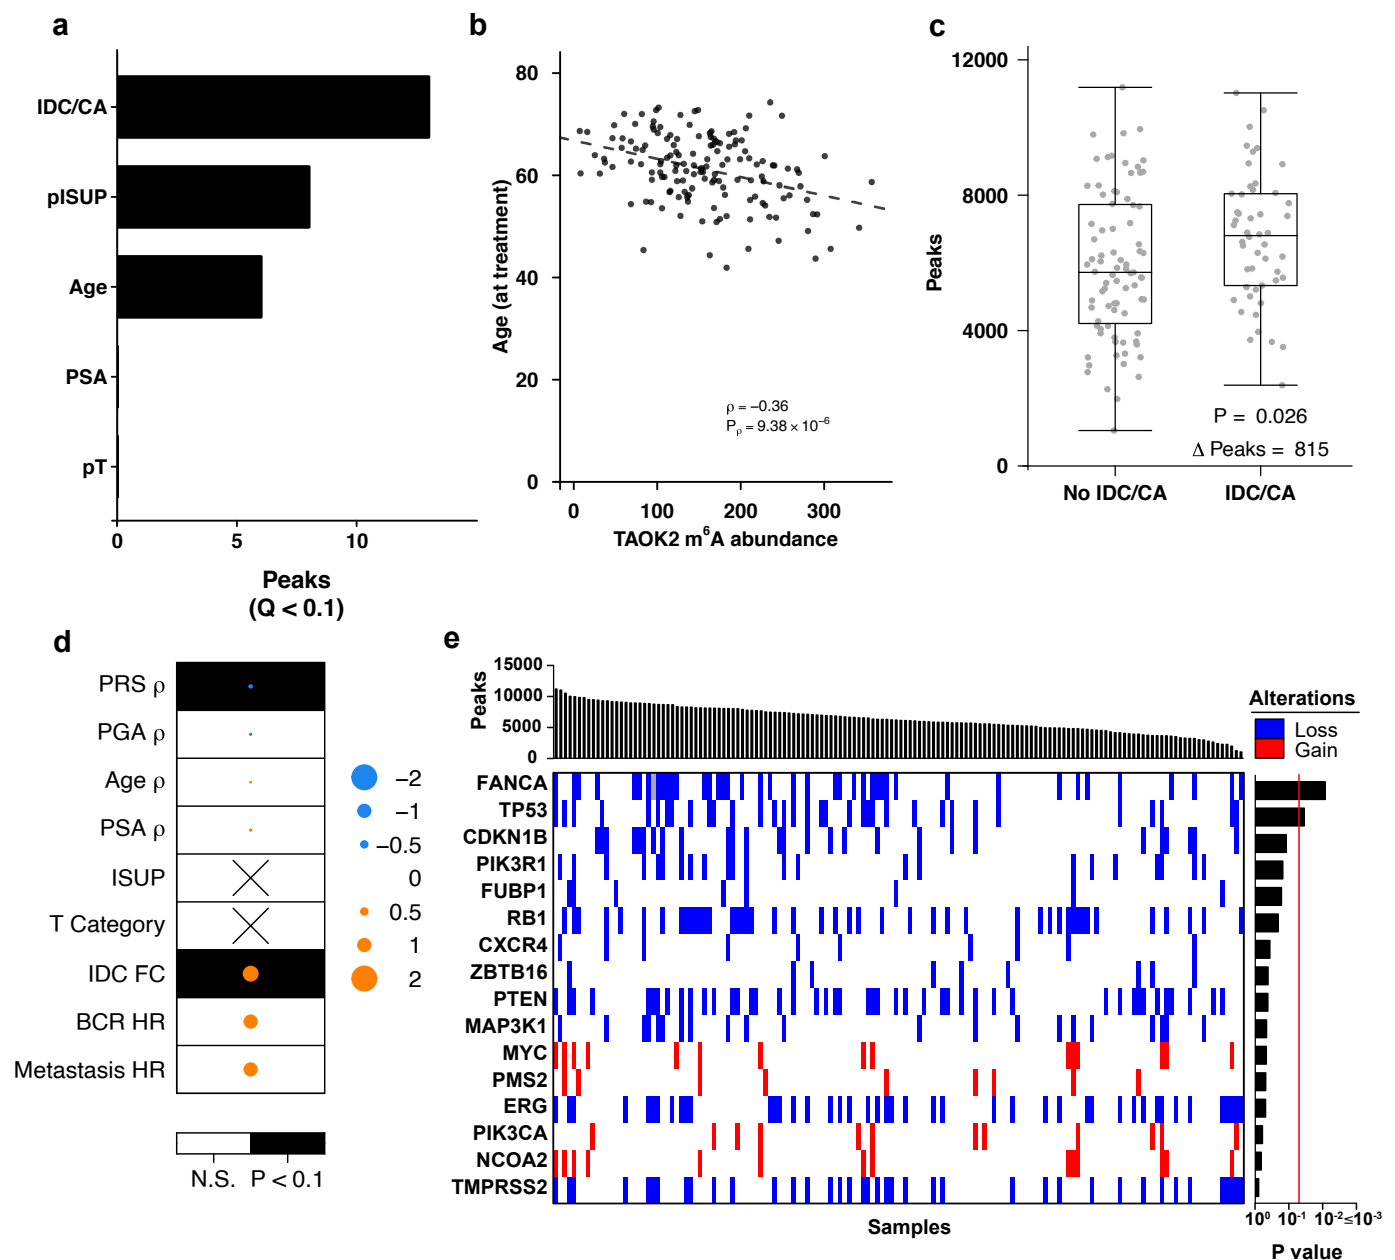 a
IDC/CA
pISUP
Age
PSA
pT
0 5 10
Peaks
(Q < 0.1)
b
Age (at treatment)
80
60
40
20
0
ρ = −0.36
Pρ = 9.38 × 10−6
0 100 200 300
TAOK2 m6A abundance
c
Peaks
12000
8000
4000
0
P = 0.026
Δ Peaks = 815
No IDC/CA IDC/CA
d
PRS ρ
PGA ρ
Age ρ
PSA ρ
ISUP
T Category
IDC FC
BCR HR
Metastasis HR
−2
−1
−0.5
0
0.5
1
2
N.S. P < 0.1
e
Peaks
15000
10000
5000
0
Alterations
Loss
Gain
FANCA
TP53
CDKN1B
PIK3R1
FUBP1
RB1
CXCR4
ZBTB16
PTEN
MAP3K1
MYC
PMS2
ERG
PIK3CA
NCOA2
TMPRSS2
Samples
100 10-1 10-2 ≤10-3
P value